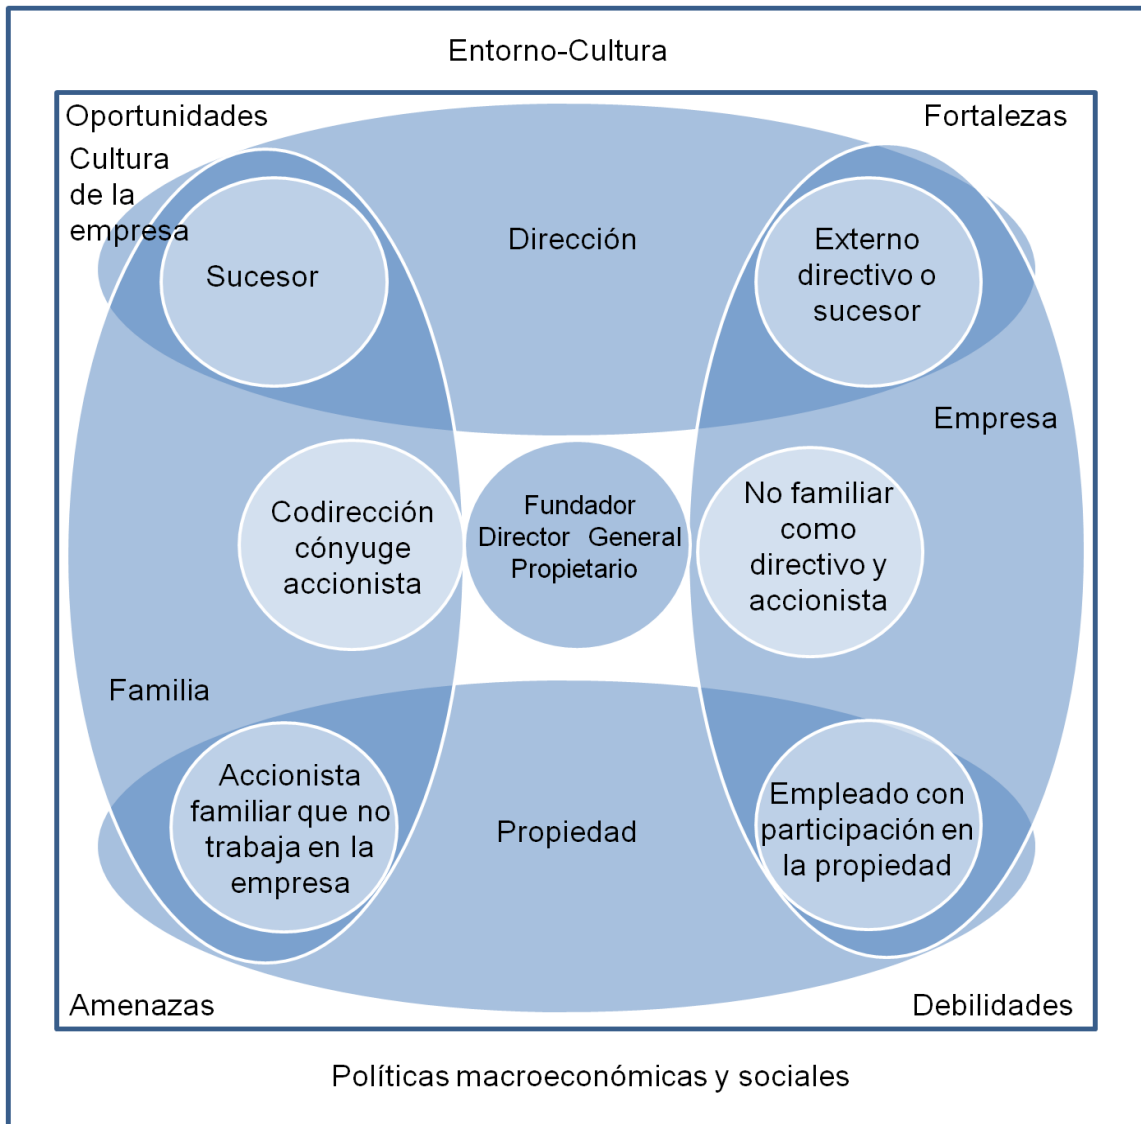 Entorno-Cultura
Oportunidades
Fortalezas
Cultura
de la
empresa
Dirección
Sucesor
Externo
directivo o
sucesor
Empresa
Codirección
cónyuge
accionista
Fundador
Director General
Propietario
No familiar
como
directivo y
accionista
Familia
Accionista
familiar que no
trabaja en la
empresa
Propiedad
Empleado con
participación en
la propiedad
Amenazas
Debilidades
Políticas macroeconómicas y sociales